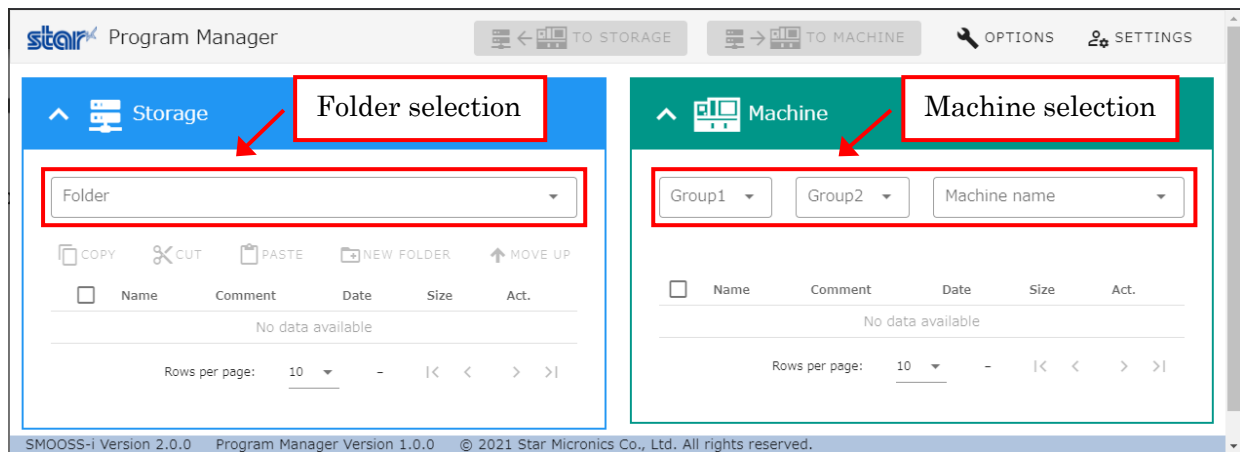 star Program Manager
TO STORAGE
TO MACHINE
OPTIONS
SETTINGS
Storage
Folder selection
Folder
COPY CUT PASTE NEW FOLDER MOVE UP
Name Comment Date Size Act.
No data available
Rows per page: 10 –
Machine
Machine selection
Group1 Group2 Machine name
Name Comment Date Size Act.
No data available
Rows per page: 10 –
SMOOSS-i Version 2.0.0 Program Manager Version 1.0.0 © 2021 Star Micronics Co., Ltd. All rights reserved.